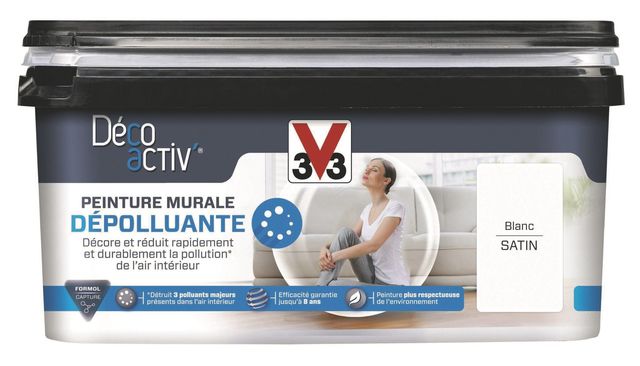 Déco
activ'®
V
33
PEINTURE MURALE
DÉPOLLUANTE
Décore et réduit rapidement
et durablement la pollution*
de l'air intérieur
Blanc
SATIN
FORMOL
CAPTURE
*Détruit 3 polluants majeurs
présents dans l'air intérieur
Efficacité garantie
jusqu'à 8 ans
Peinture plus respectueuse
de l'environnement